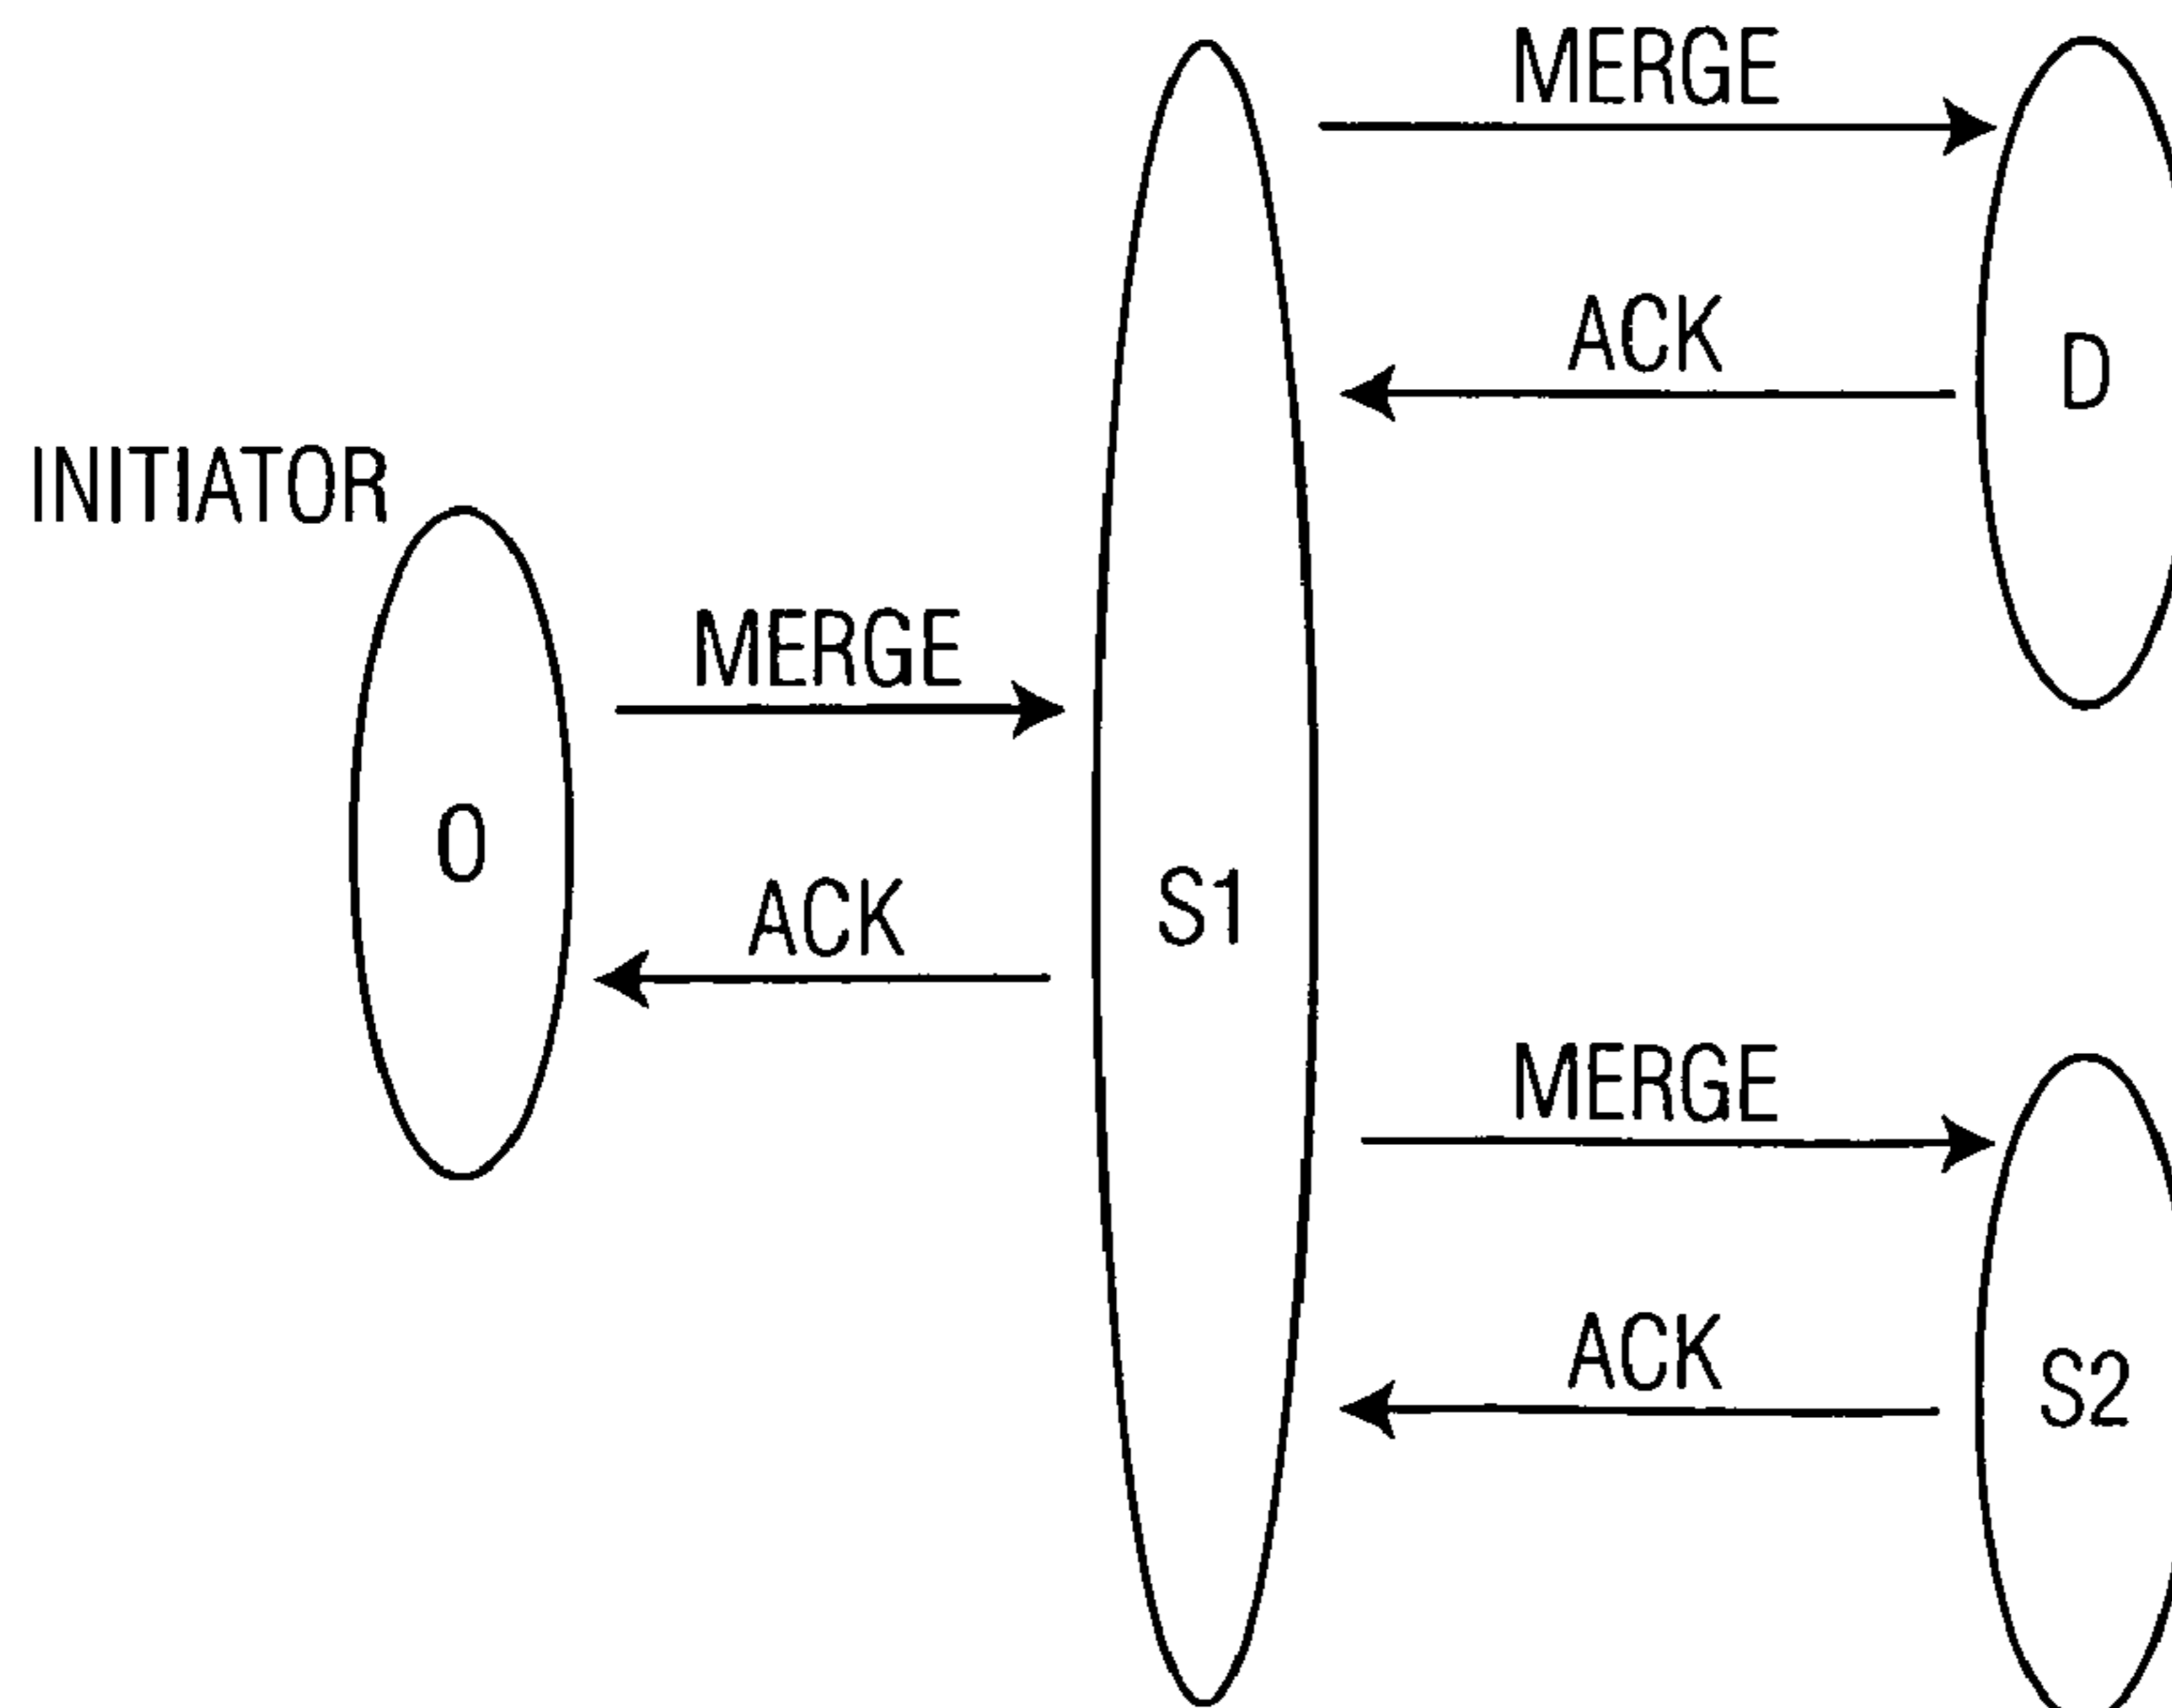 MERGE
ACK
D
INITIATOR
MERGE
O
ACK
S1
MERGE
ACK
S2